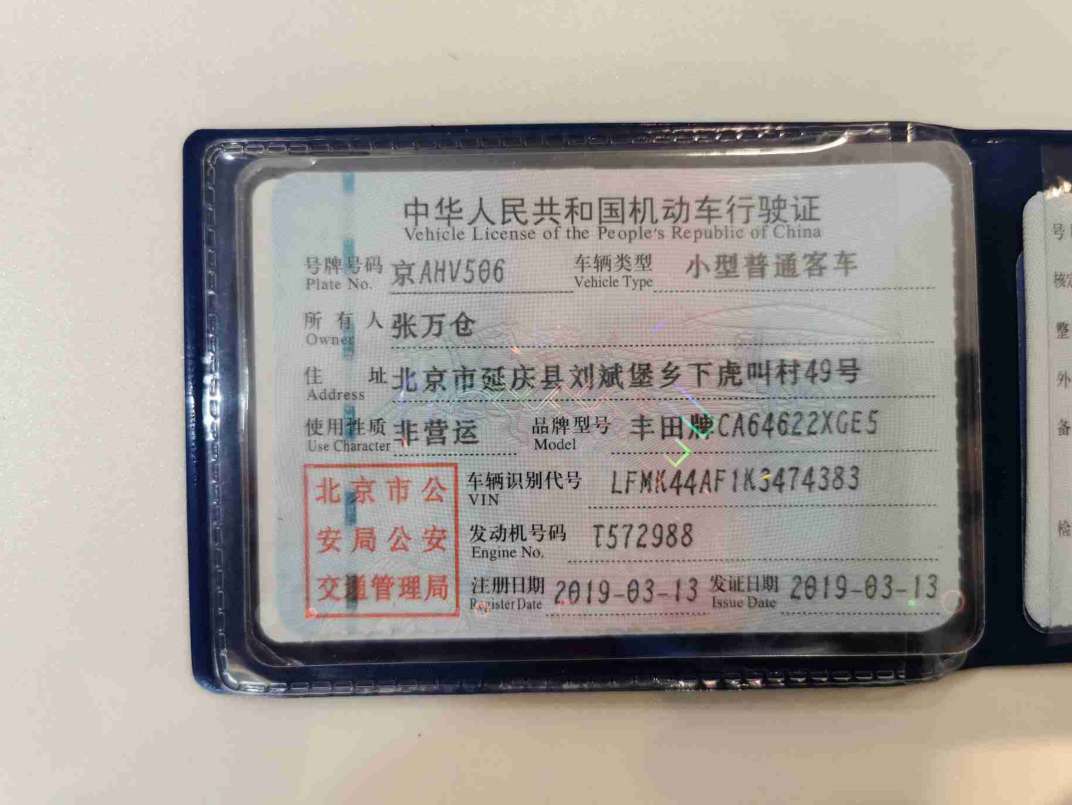 中华人民共和国机动车行驶证
Vehicle License of the People's Republic of China
号牌号码 京AHV506 车辆类型 小型普通客车
Plate No. Vehicle Type
所有人 张万仓
Owner
住址 北京市延庆县刘斌堡乡下虎叫村49号
Address
使用性质 非营运 品牌型号 丰田牌CA64622XGE5
Use Character Model
北京市公
安局公安
交通管理局
车辆识别代号 LFMK44AF1K3474383
VIN
发动机号码 T572988
Engine No.
注册日期 2019-03-13 发证日期 2019-03-13
Register Date Issue Date
号
核定
整
外
备
检